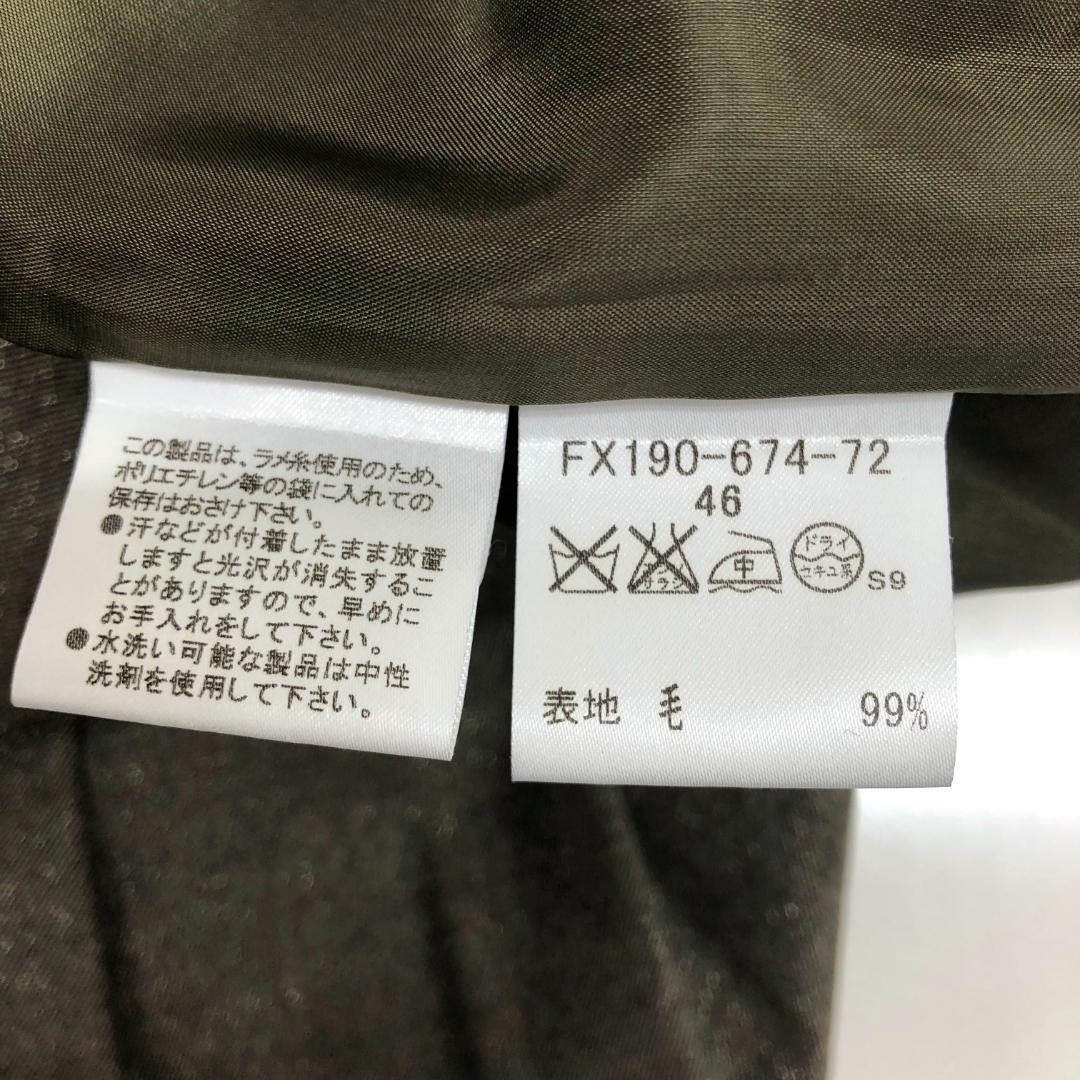 この製品は、ラメ糸使用のため、
ポリエチレン等の袋に入れての
保存はおさけ下さい。
●汗などが付着したまま放置
しますと光沢が消失するこ
とがありますので、早めに
お手入れをして下さい。
●水洗い可能な製品は中性
洗剤を使用して下さい。
FX190-674-72
46
中
ドライ
セキユ系
S9
表地 毛 99%